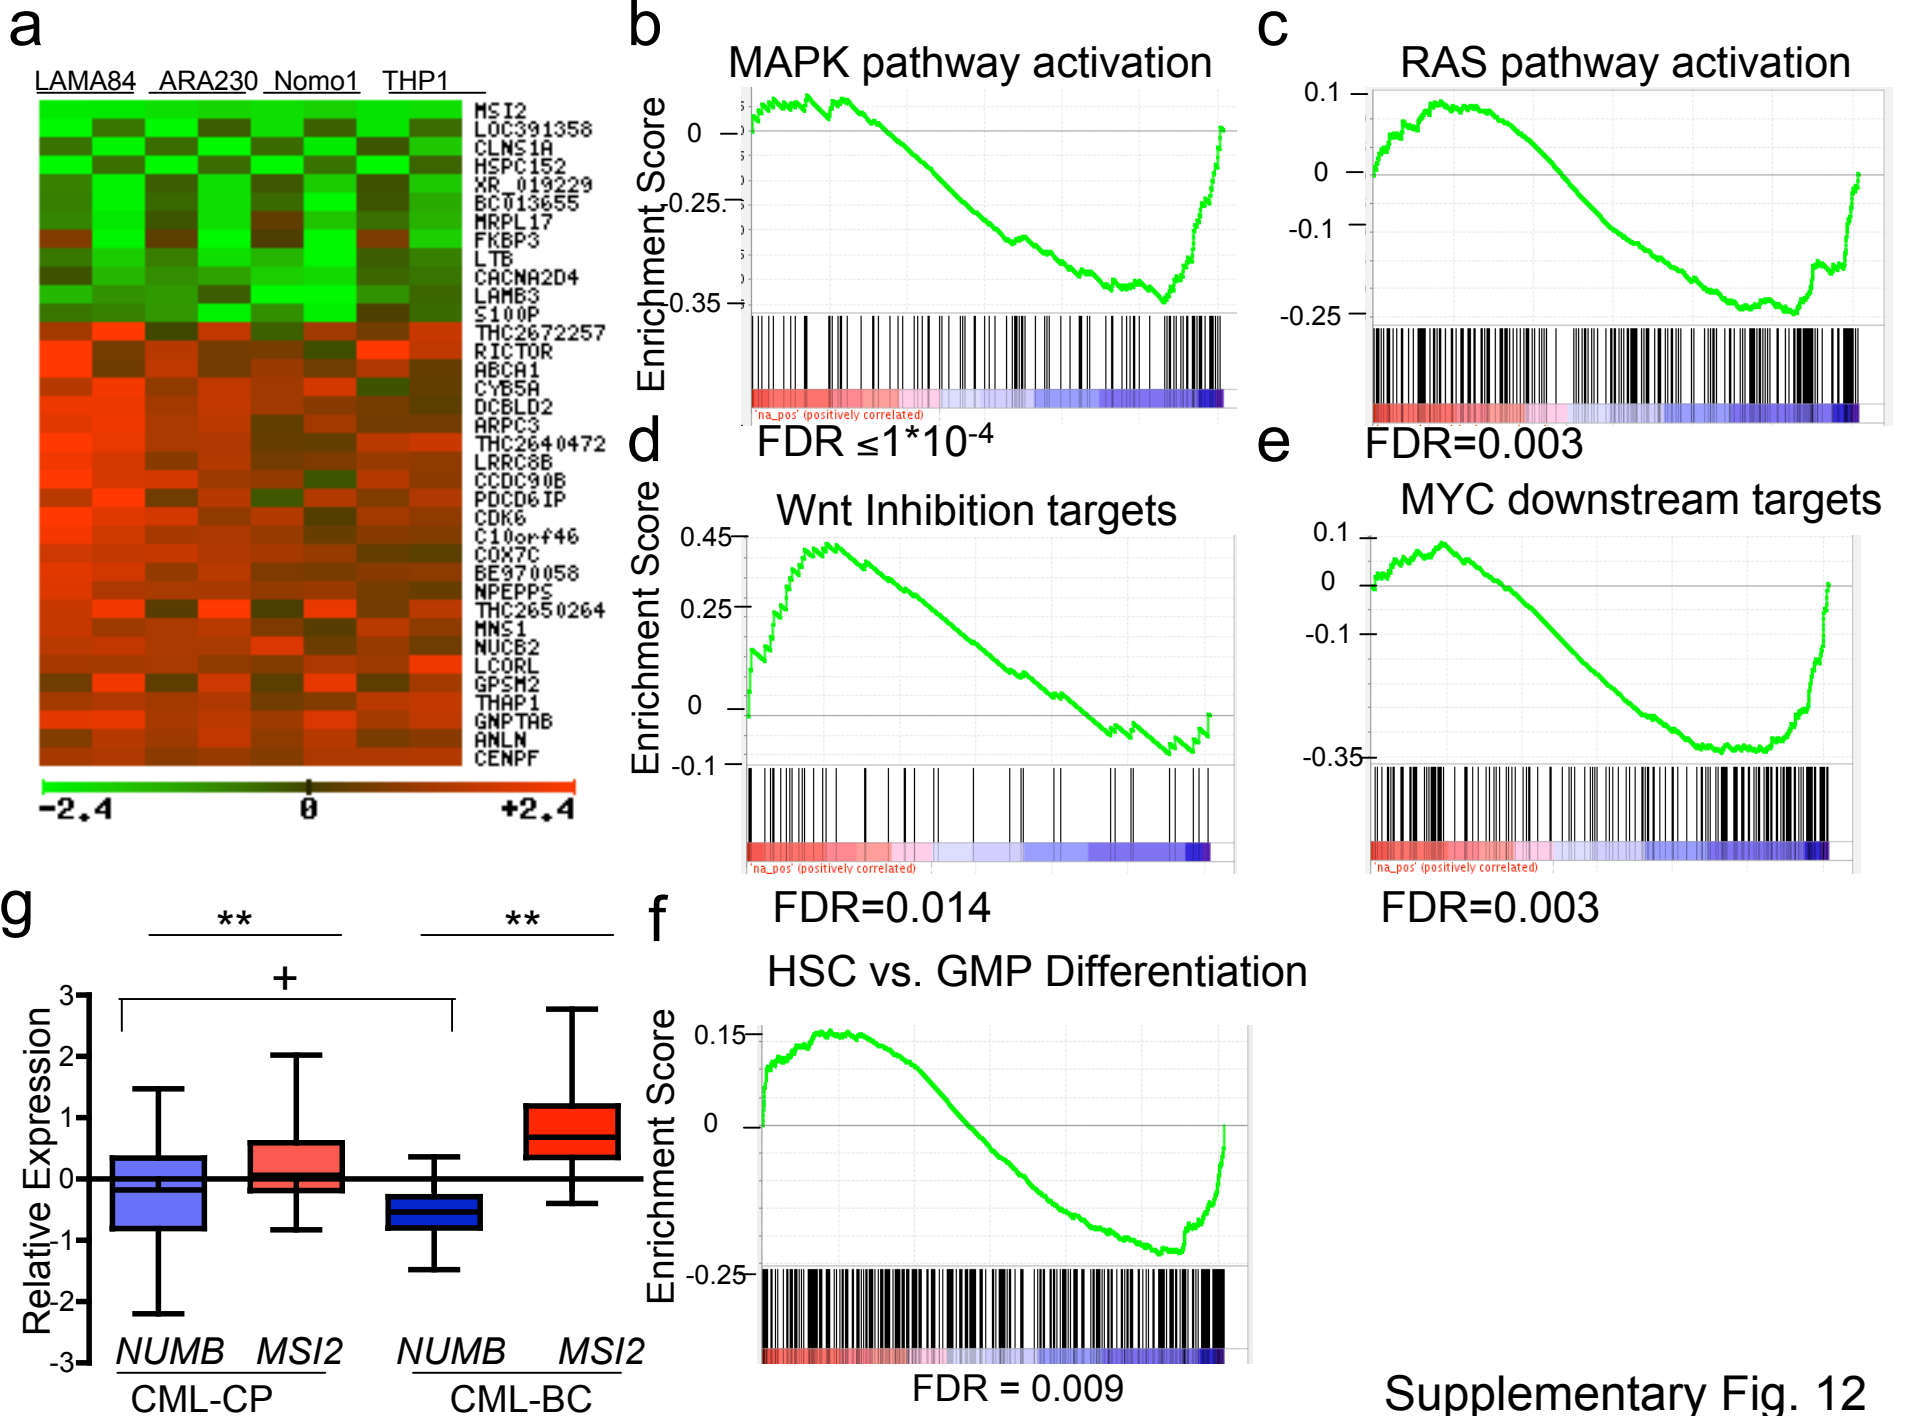 a
LAMA84 ARA230 Nomo1 THP1
MSI2
LOC391358
CLNS1A
HSPC152
XR_019229
BC013655
MRPL17
FKBP3
LTB
CACNA2D4
LAMB3
S100P
THC2672257
RICTOR
ABCA1
CYB5A
DCBLD2
ARPC3
THC2640472
LRRC8B
CCDC90B
PDCD6IP
CDK6
C10orf46
COX7C
BE970058
NPEPPS
THC2650264
MNS1
NUCB2
LCORL
GPSM2
THAP1
GNPTAB
ANLN
CENPF
-2.4 0 +2.4
b
MAPK pathway activation
Enrichment Score
0
-0.25
-0.35
'na_pos' (positively correlated)
FDR ≤1*10-4
c
RAS pathway activation
0.1
0
-0.1
-0.25
FDR=0.003
d
Wnt Inhibition targets
Enrichment Score
0.45
0.25
0
-0.1
'na_pos' (positively correlated)
FDR=0.014
e
MYC downstream targets
0.1
0
-0.1
-0.35
'na_pos' (positively correlated)
FDR=0.003
f
HSC vs. GMP Differentiation
Enrichment Score
0.15
0
-0.25
FDR = 0.009
g
** **
+
Relative Expression
3
2
1
0
-1
-2
-3
NUMB MSI2 NUMB MSI2
CML-CP CML-BC
Supplementary Fig. 12